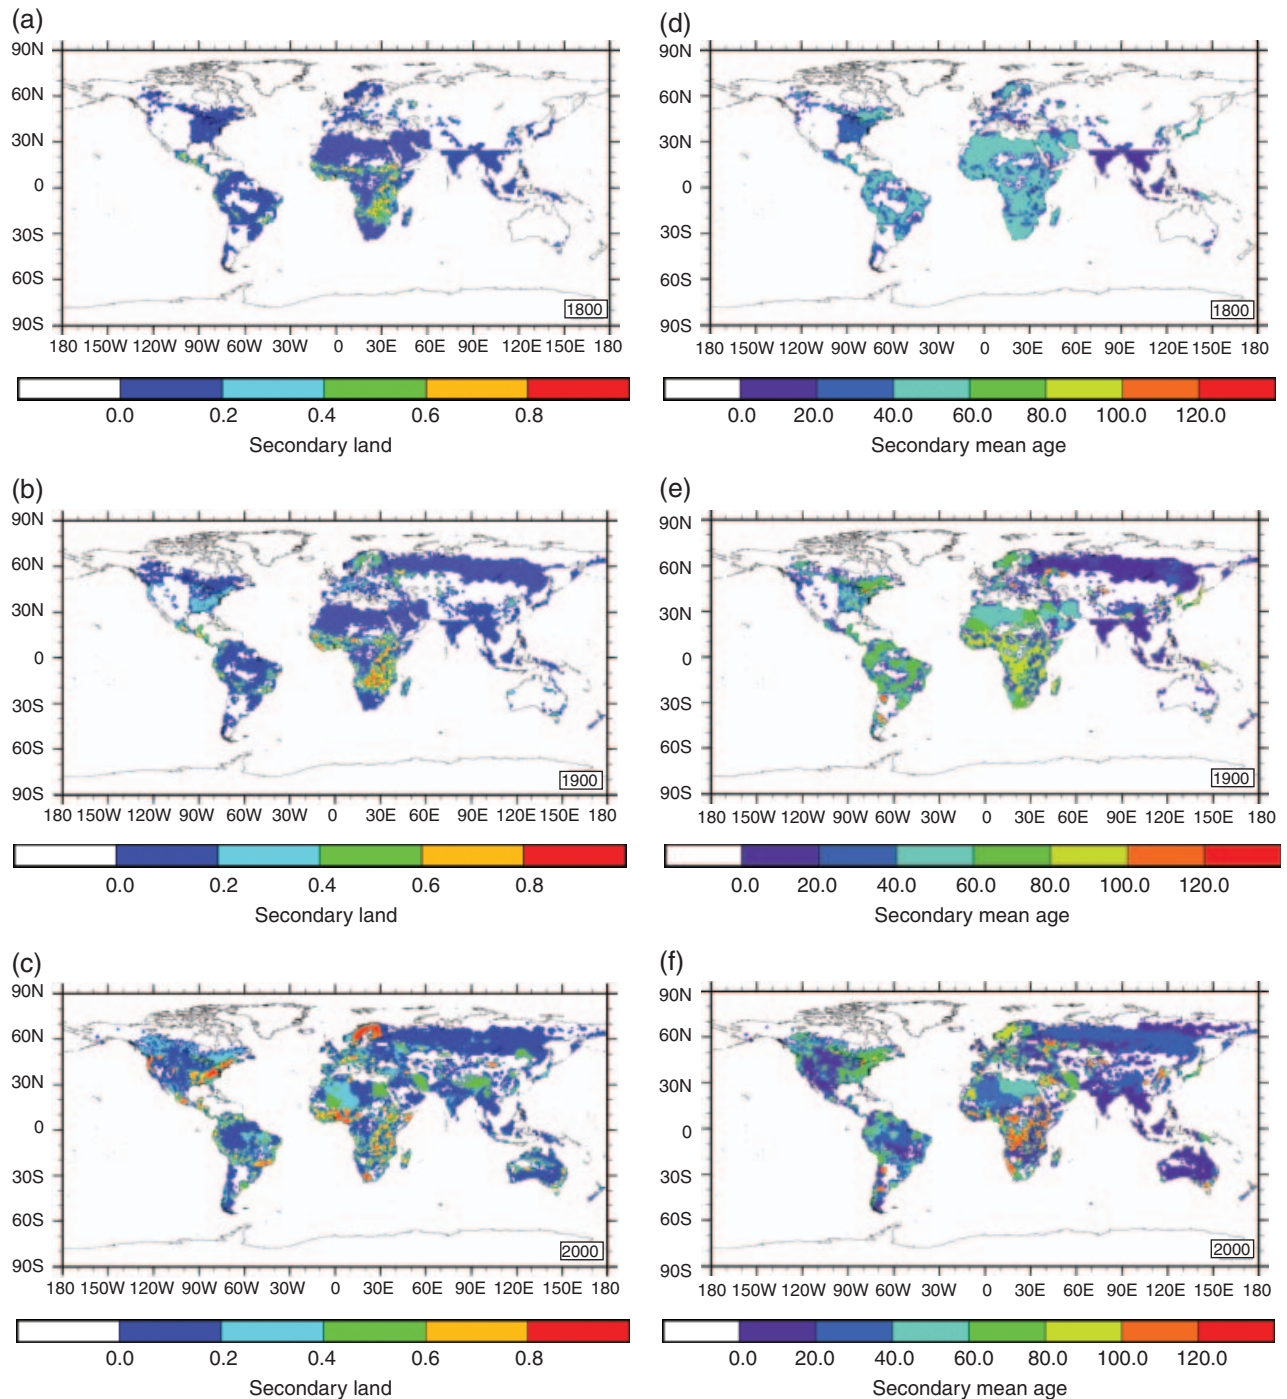 (a)
90N
60N
30N
0
30S
60S
90S
1800
180 150W 120W 90W 60W 30W 0 30E 60E 90E 120E 150E 180
0.0 0.2 0.4 0.6 0.8
Secondary land
(d)
90N
60N
30N
0
30S
60S
90S
1800
180 150W 120W 90W 60W 30W 0 30E 60E 90E 120E 150E 180
0.0 20.0 40.0 60.0 80.0 100.0 120.0
Secondary mean age
(b)
90N
60N
30N
0
30S
60S
90S
1900
180 150W 120W 90W 60W 30W 0 30E 60E 90E 120E 150E 180
0.0 0.2 0.4 0.6 0.8
Secondary land
(e)
90N
60N
30N
0
30S
60S
90S
1900
180 150W 120W 90W 60W 30W 0 30E 60E 90E 120E 150E 180
0.0 20.0 40.0 60.0 80.0 100.0 120.0
Secondary mean age
(c)
90N
60N
30N
0
30S
60S
90S
2000
180 150W 120W 90W 60W 30W 0 30E 60E 90E 120E 150E 180
0.0 0.2 0.4 0.6 0.8
Secondary land
(f)
90N
60N
30N
0
30S
60S
90S
2000
180 150W 120W 90W 60W 30W 0 30E 60E 90E 120E 150E 180
0.0 20.0 40.0 60.0 80.0 100.0 120.0
Secondary mean age